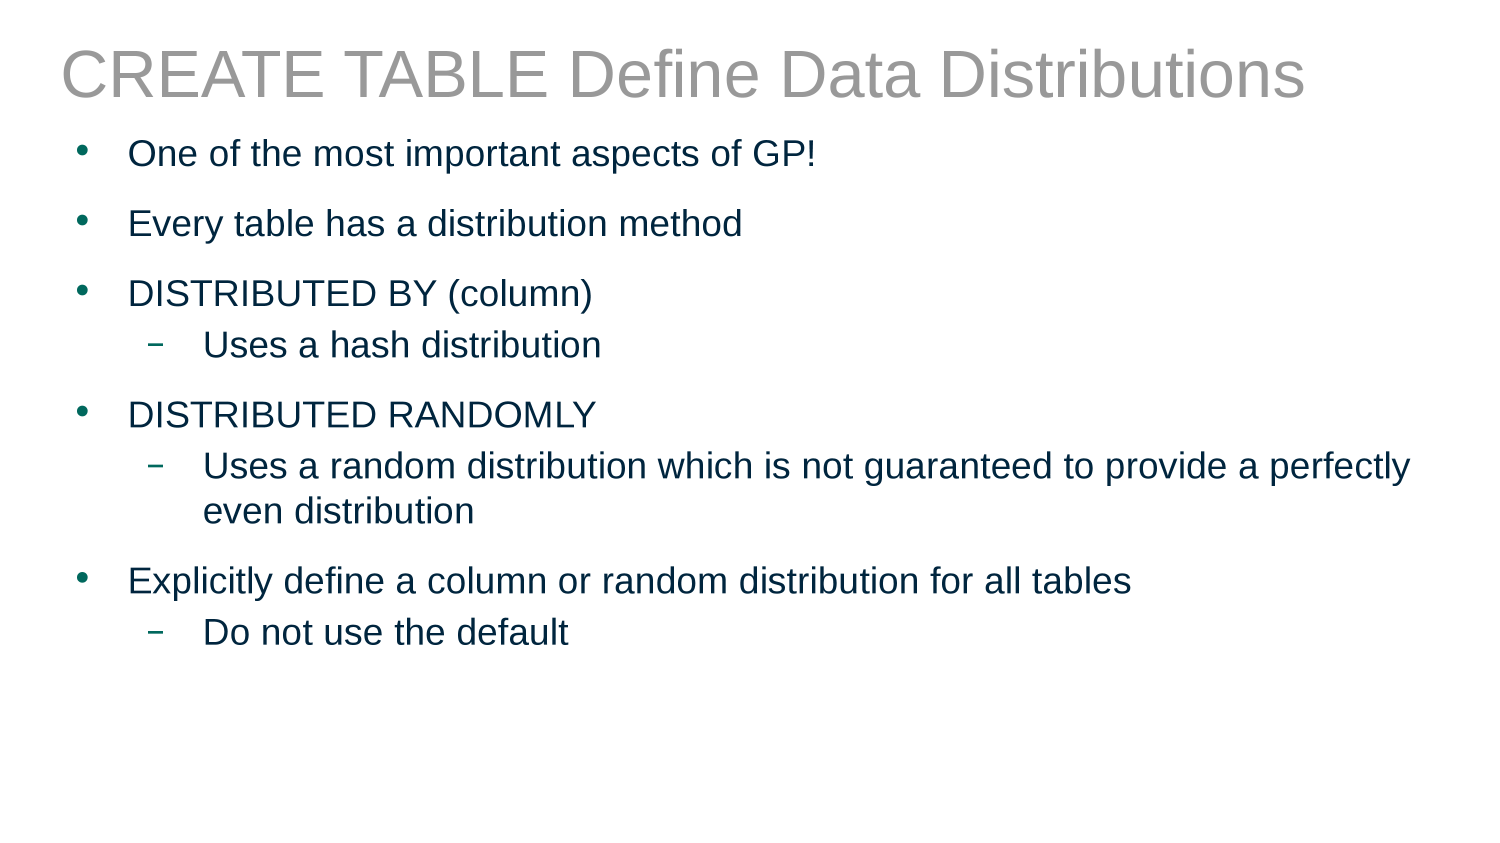 CREATE TABLE Define Data Distributions
• One of the most important aspects of GP!
• Every table has a distribution method
• DISTRIBUTED BY (column)
– Uses a hash distribution
• DISTRIBUTED RANDOMLY
– Uses a random distribution which is not guaranteed to provide a perfectly
even distribution
• Explicitly define a column or random distribution for all tables
– Do not use the default